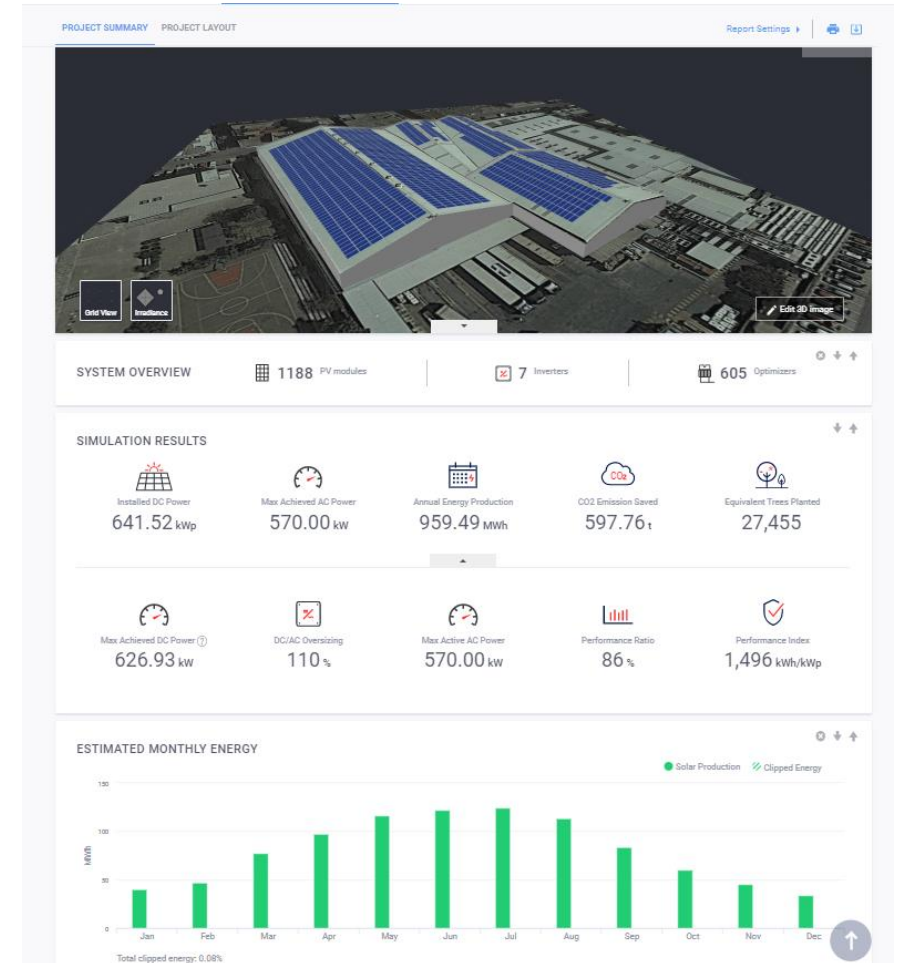 PROJECT SUMMARY PROJECT LAYOUT Report Settings
Grid View Irradiance Edit 3D image
SYSTEM OVERVIEW 1188 PV modules 7 Inverters 605 Optimizers
SIMULATION RESULTS
CO2
Installed DC Power Max Achieved AC Power Annual Energy Production CO2 Emission Saved Equivalent Trees Planted
641.52 kWp 570.00 kW 959.49 MWh 597.76 t 27,455
Max Achieved DC Power ? DC/AC Oversizing Max Active AC Power Performance Ratio Performance Index
626.93 kW 110 % 570.00 kW 86 % 1,496 kWh/kWp
ESTIMATED MONTHLY ENERGY
Solar Production Clipped Energy
150
100
MWh
50
0
Jan Feb Mar Apr May Jun Jul Aug Sep Oct Nov Dec
Total clipped energy: 0.08%